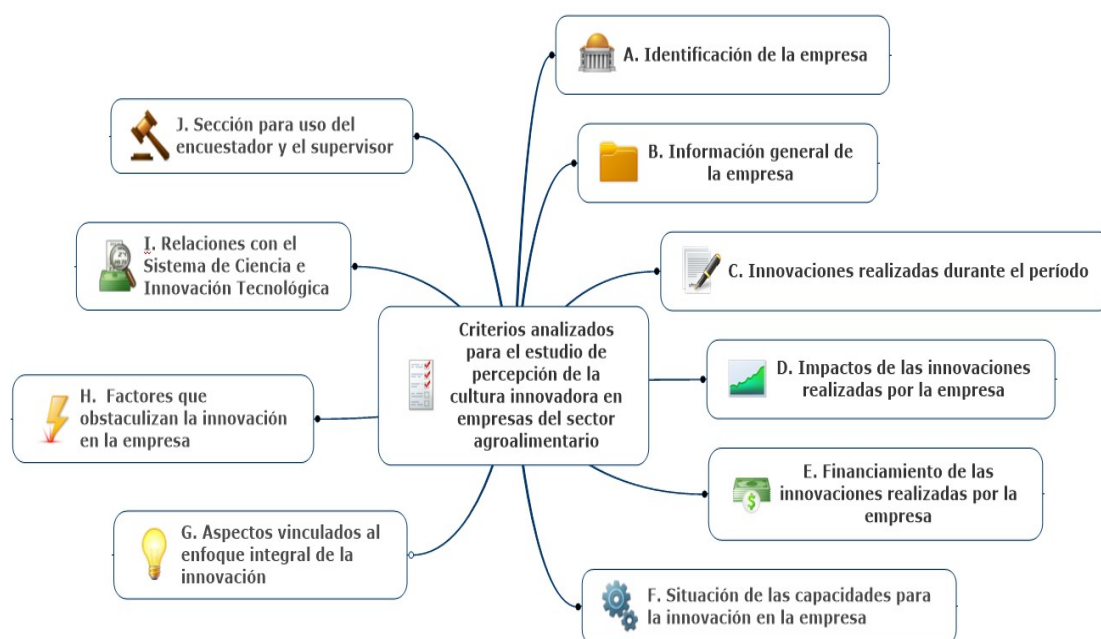 Criterios analizados
para el estudio de
percepción de la
cultura innovadora en
empresas del sector
agroalimentario
A. Identificación de la empresa
B. Información general de
la empresa
C. Innovaciones realizadas durante el período
D. Impactos de las innovaciones
realizadas por la empresa
E. Financiamiento de las
innovaciones realizadas por la
empresa
F. Situación de las capacidades para
la innovación en la empresa
G. Aspectos vinculados al
enfoque integral de la
innovación
H. Factores que
obstaculizan la innovación
en la empresa
I. Relaciones con el
Sistema de Ciencia e
Innovación Tecnológica
J. Sección para uso del
encuestador y el supervisor